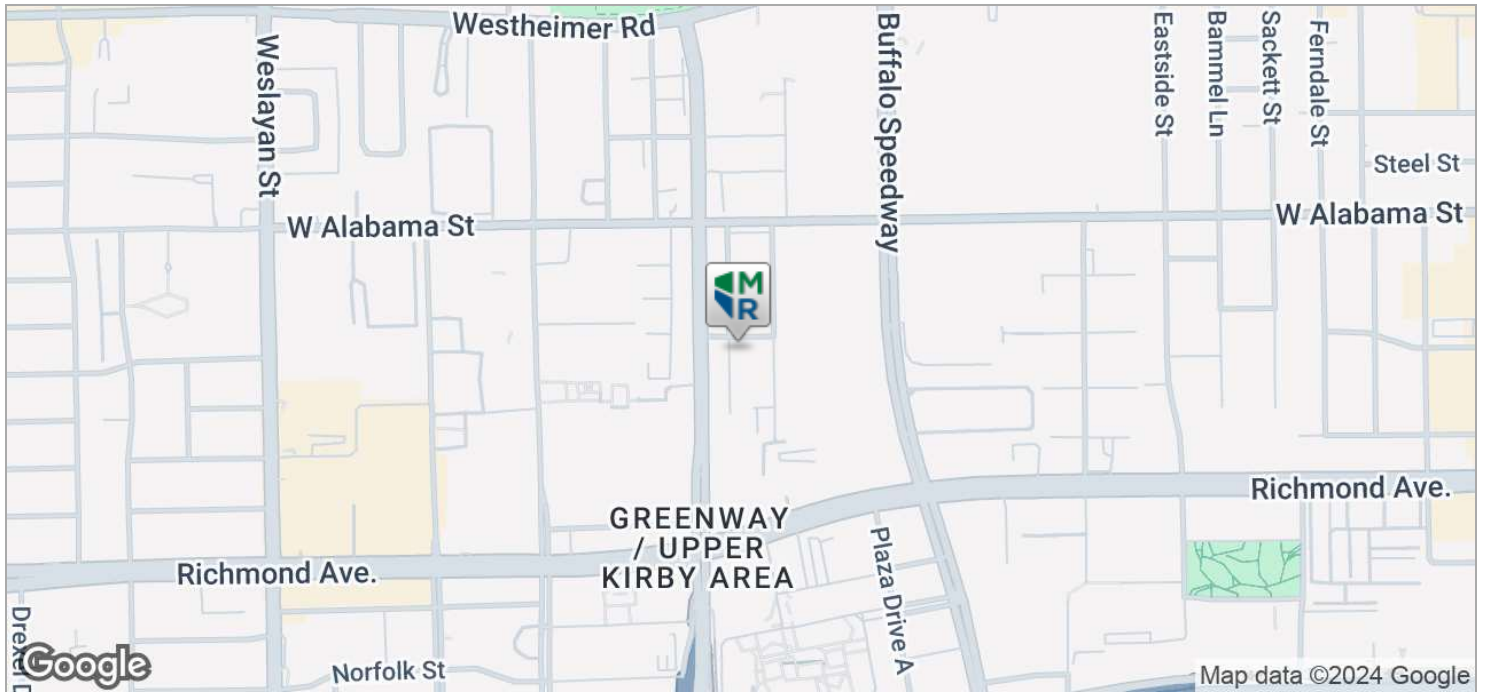 Westheimer Rd
Weslayan St
Buffalo Speedway
Eastside St
Bammel Ln
Sackett St
Ferndale St
Steel St
W Alabama St
W Alabama St
M
R
Richmond Ave.
GREENWAY
/ UPPER
KIRBY AREA
Richmond Ave.
Plaza Drive A
Drexel D
Norfolk St
Google
Map data ©2024 Google